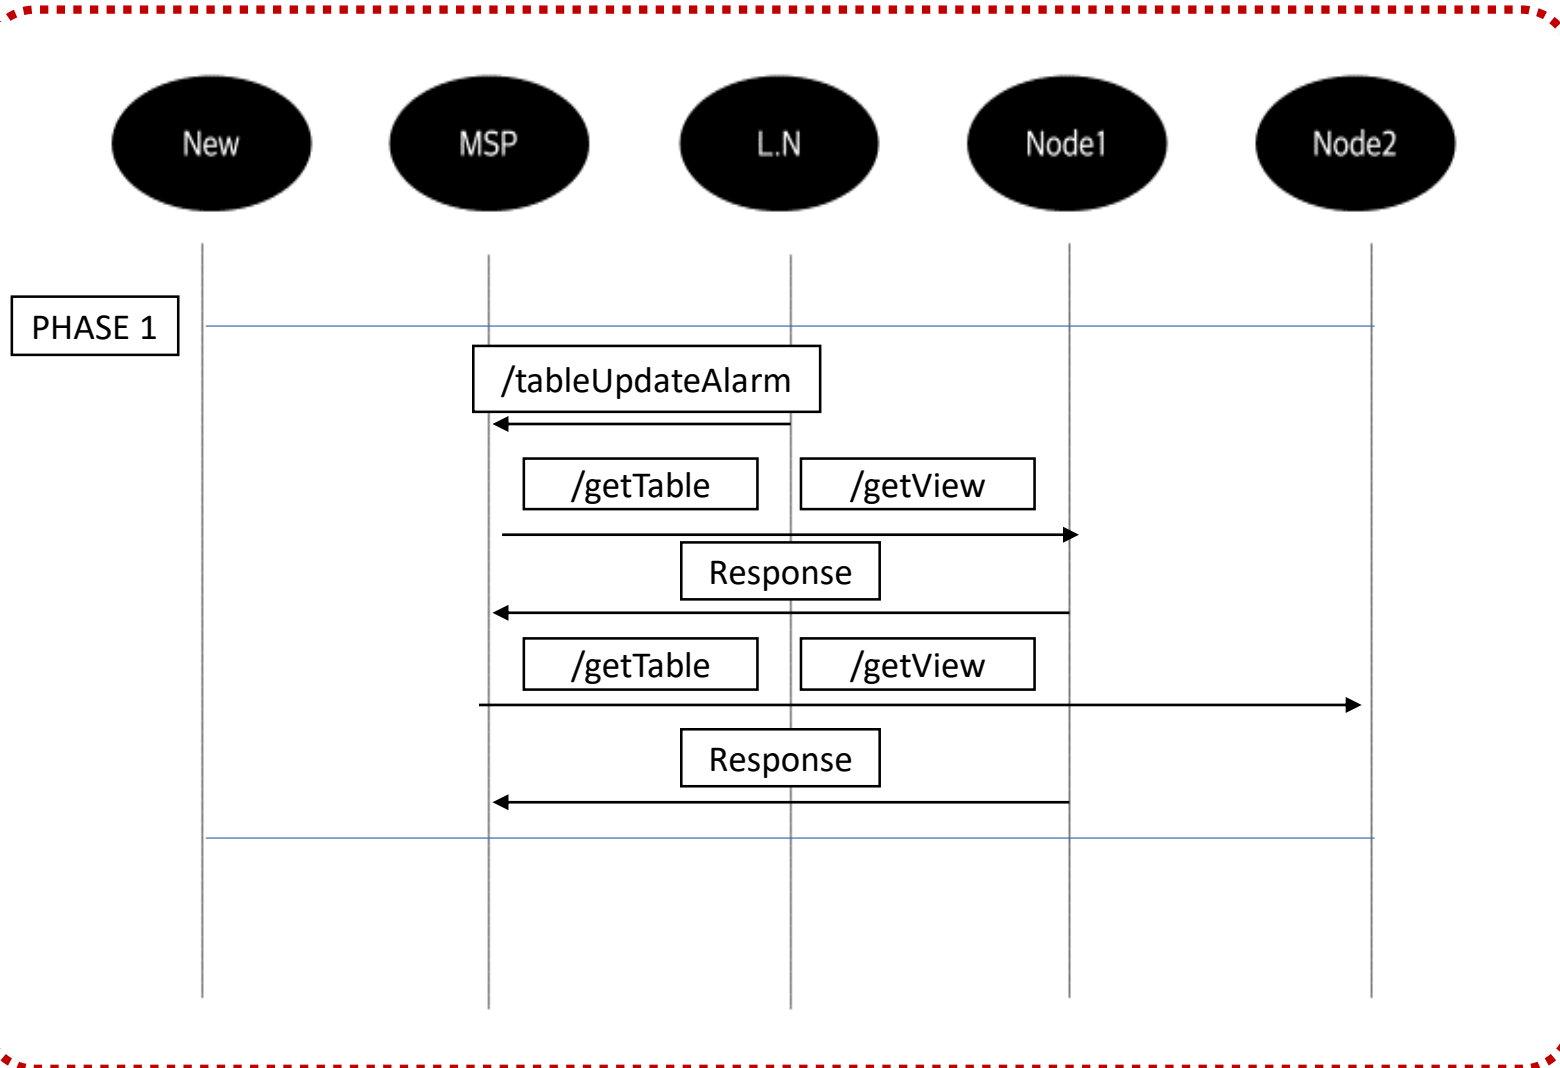 New
MSP
L.N
Node1
Node2
PHASE 1
/tableUpdateAlarm
/getTable
/getView
Response
/getTable
/getView
Response